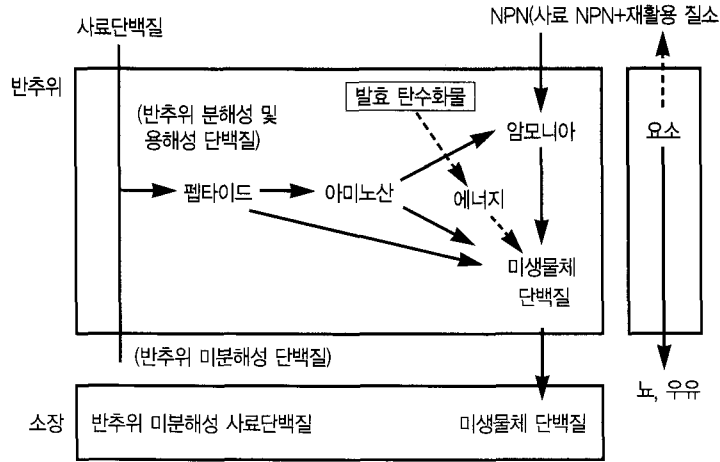 사료단백질
NPN(사료 NPN+재활용 질소
반추위
(반추위 분해성 및
용해성 단백질)
발효 탄수화물
암모니아
요소
펩타이드
아미노산
에너지
미생물체
단백질
(반추위 미분해성 단백질)
뇨, 우유
소장
반추위 미분해성 사료단백질
미생물체 단백질